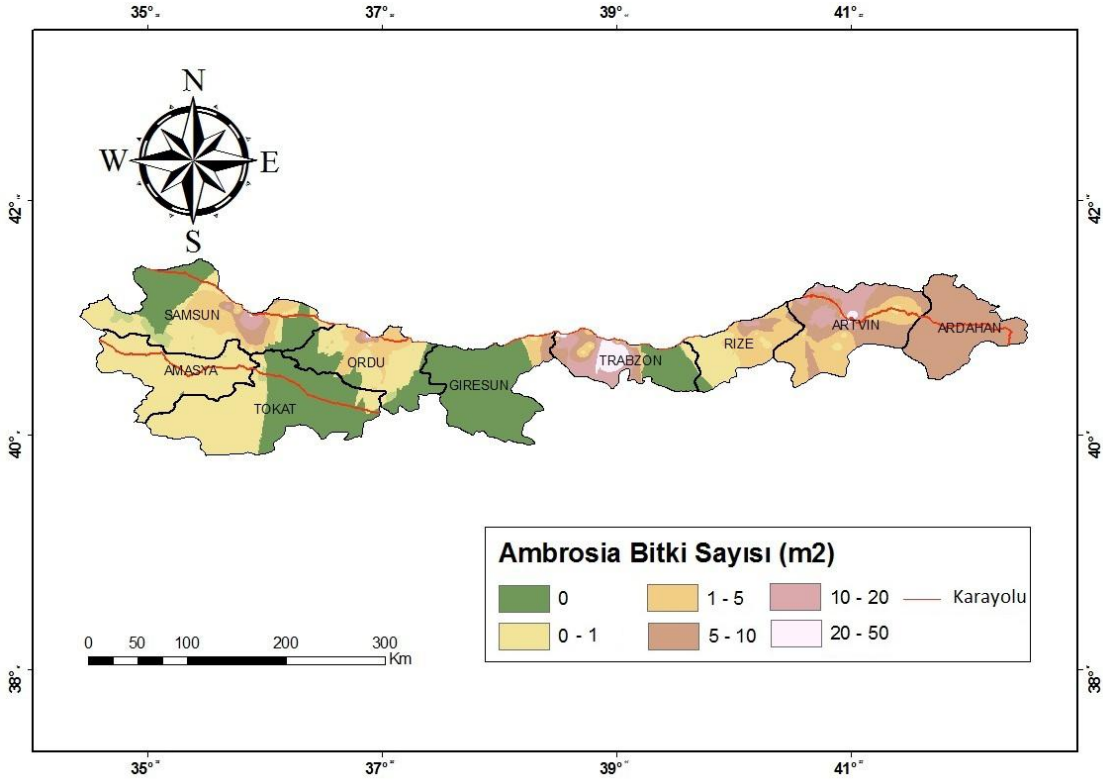 35° 37° 39° 41°
N
W E
S
42° 42°
SAMSUN
ARTVIN ARDAHAN
AMASYA ORDU TRABZON RIZE
GIRESUN
TOKAT
40° 40°
Ambrosia Bitki Sayısı (m2)
0 1 - 5 10 - 20 Karayolu
0 - 1 5 - 10 20 - 50
0 50 100 200 300
Km
38° 38°
35° 37° 39° 41°